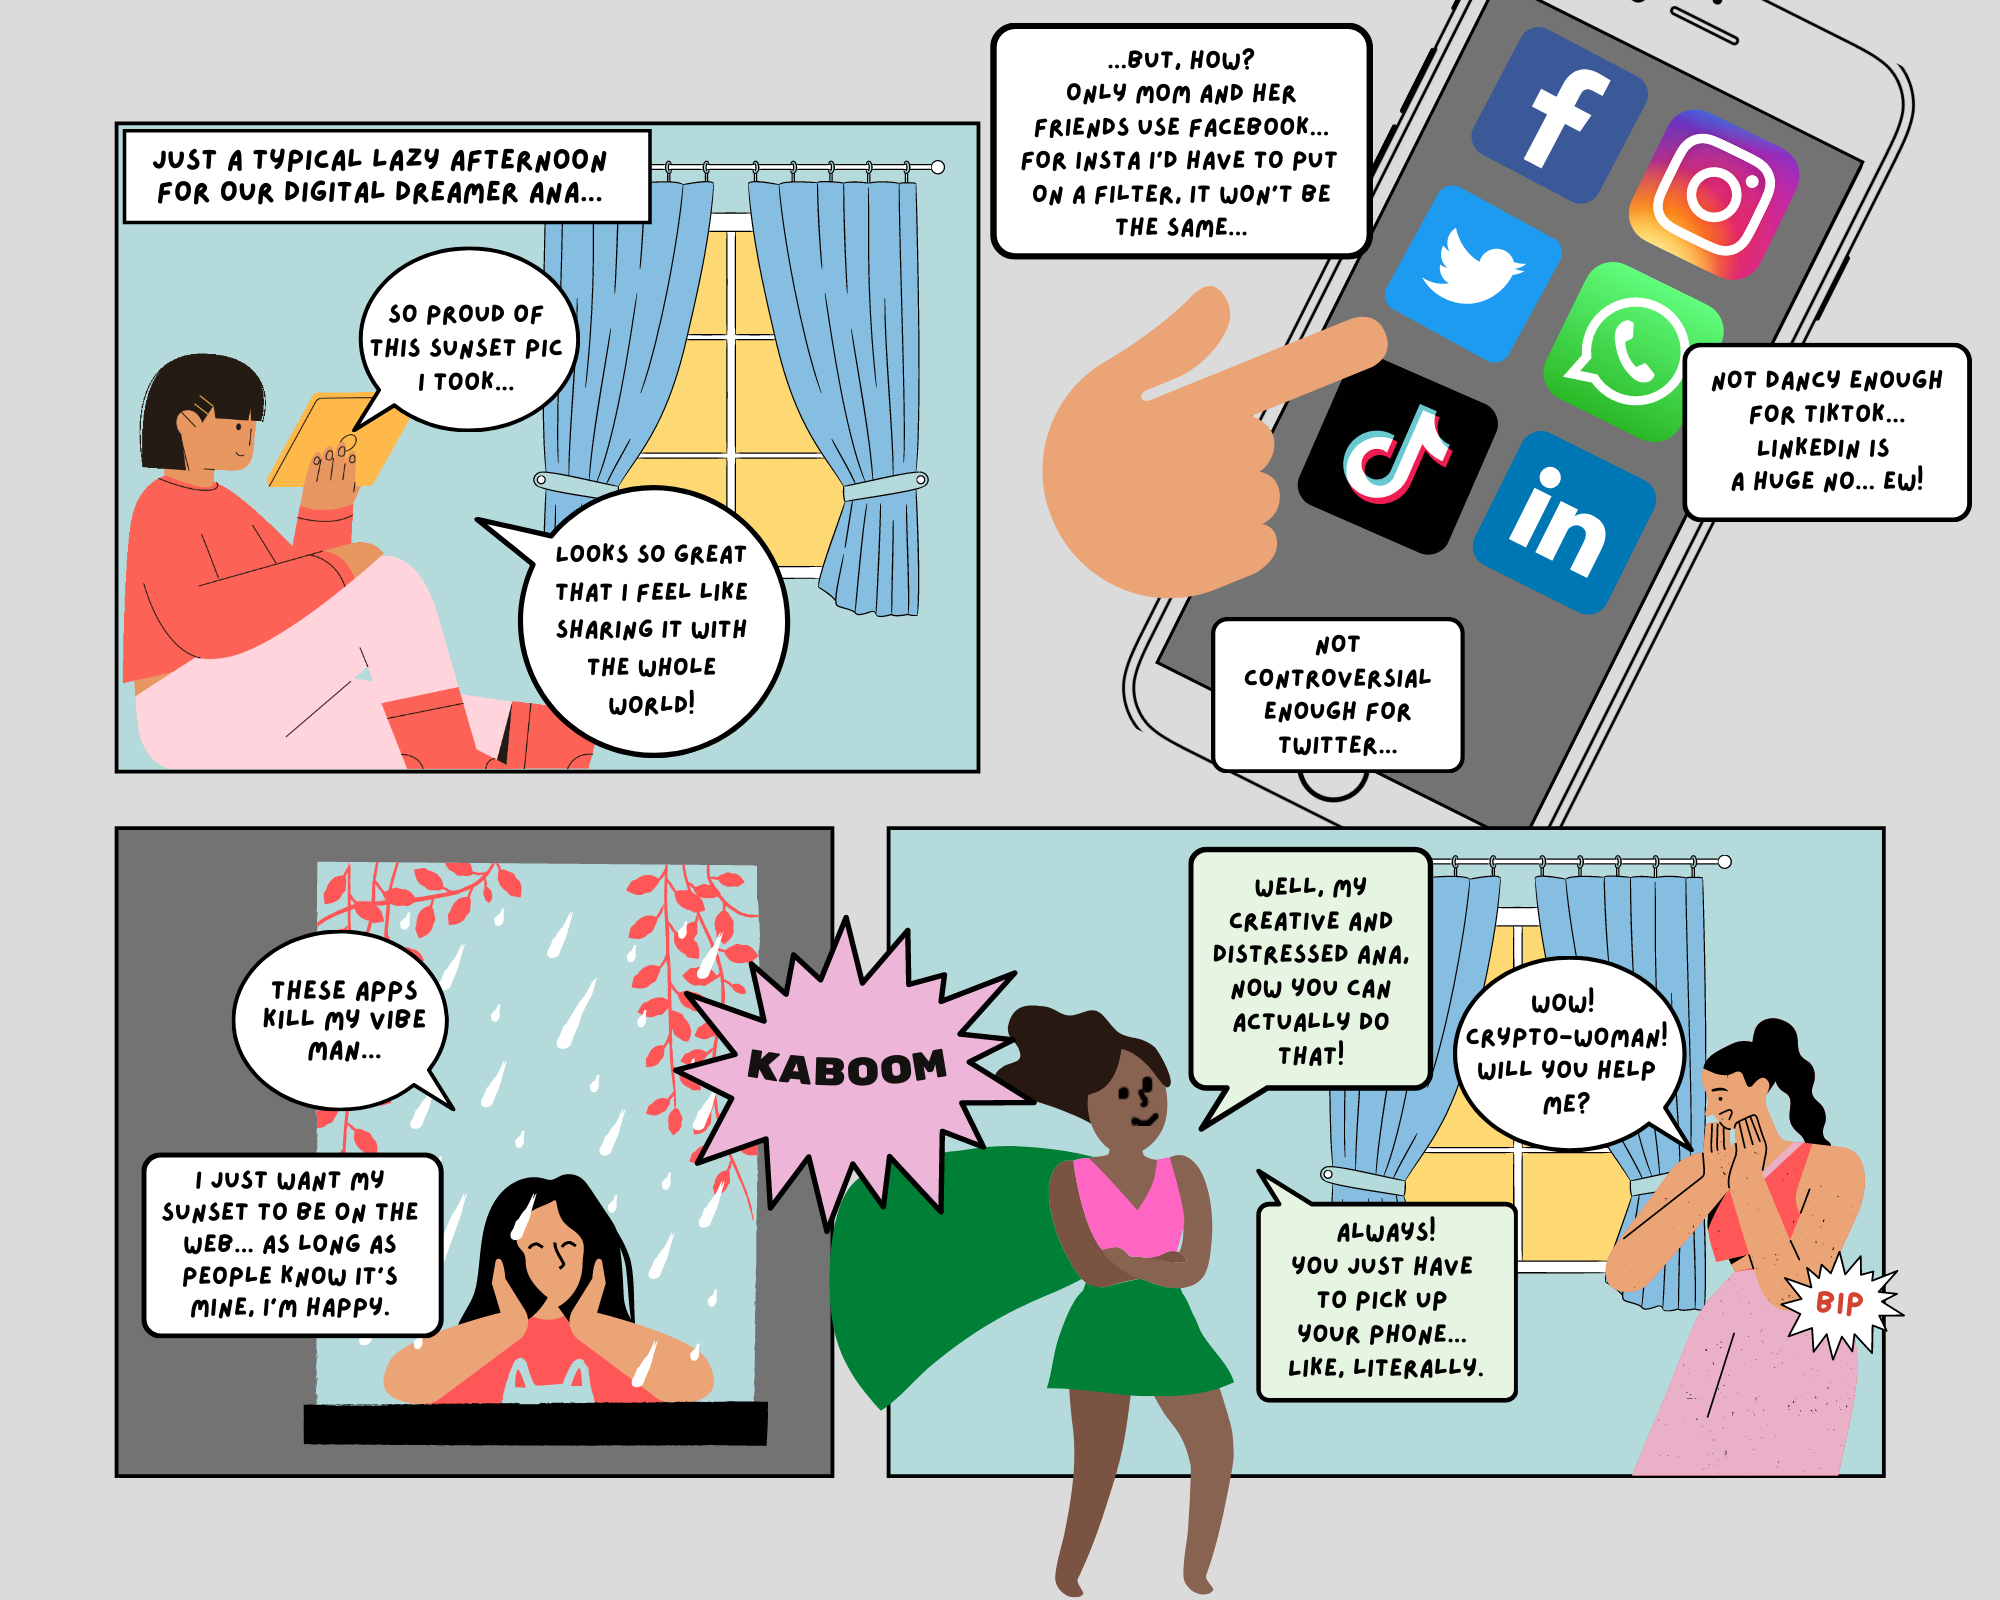 JUST A TYPICAL LAZY AFTERNOON
FOR OUR DIGITAL DREAMER ANA...
SO PROUD OF
THIS SUNSET PIC
I TOOK...
LOOKS SO GREAT
THAT I FEEL LIKE
SHARING IT WITH
THE WHOLE
WORLD!
...BUT, HOW?
ONLY MOM AND HER
FRIENDS USE FACEBOOK...
FOR INSTA I'D HAVE TO PUT
ON A FILTER, IT WON'T BE
THE SAME...
f
in
NOT DANCY ENOUGH
FOR TIKTOK...
LINKEDIN IS
A HUGE NO... EW!
NOT
CONTROVERSIAL
ENOUGH FOR
TWITTER...
THESE APPS
KILL MY VIBE
MAN...
I JUST WANT MY
SUNSET TO BE ON THE
WEB... AS LONG AS
PEOPLE KNOW IT'S
MINE, I'M HAPPY.
KABOOM
WELL, MY
CREATIVE AND
DISTRESSED ANA,
NOW YOU CAN
ACTUALLY DO
THAT!
WOW!
CRYPTO-WOMAN!
WILL YOU HELP
ME?
ALWAYS!
YOU JUST HAVE
TO PICK UP
YOUR PHONE...
LIKE, LITERALLY.
BIP